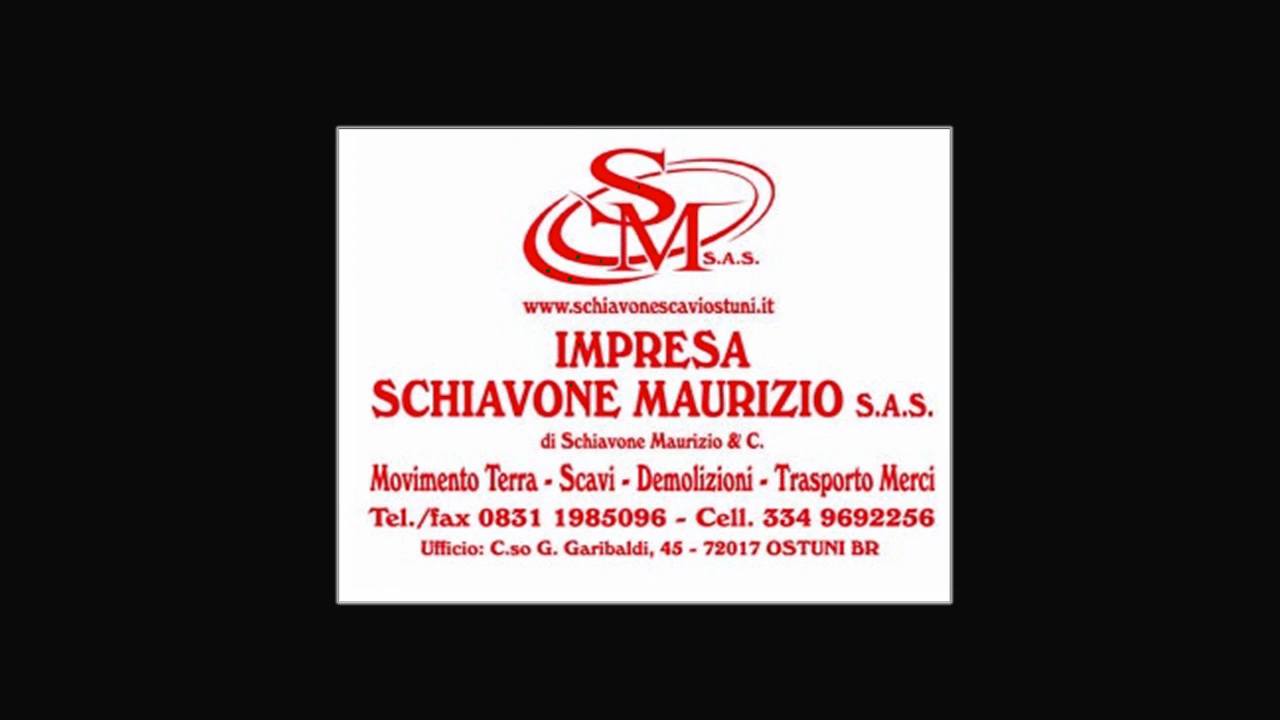 SM S.A.S.
www.schiavonescaviostuni.it
IMPRESA
SCHIAVONE MAURIZIO S.A.S.
di Schiavone Maurizio & C.
Movimento Terra - Scavi - Demolizioni - Trasporto Merci
Tel./fax 0831 1985096 - Cell. 334 9692256
Ufficio: C.so G. Garibaldi, 45 - 72017 OSTUNI BR